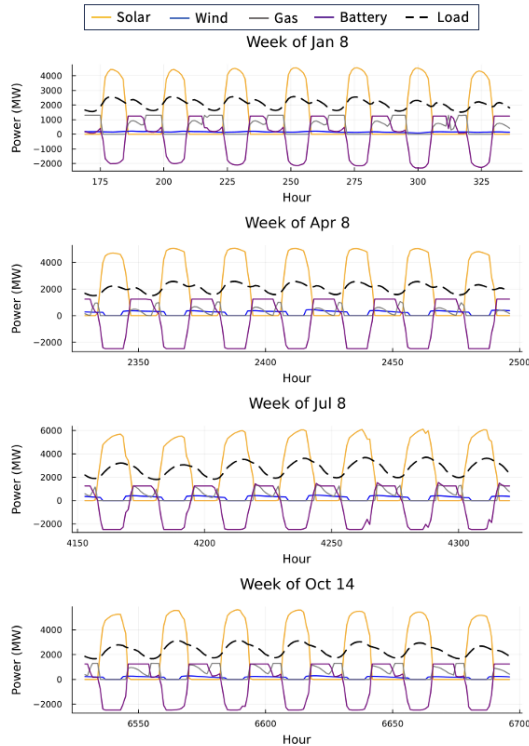 Solar Wind Gas Battery Load
Week of Jan 8
Power (MW)
4000
2000
0
−2000
175 200 225 250 275 300 325
Hour
Week of Apr 8
Power (MW)
4000
2000
0
−2000
2350 2400 2450 2500
Hour
Week of Jul 8
Power (MW)
6000
4000
2000
0
−2000
4150 4200 4250 4300
Hour
Week of Oct 14
Power (MW)
4000
2000
0
−2000
6550 6600 6650 6700
Hour